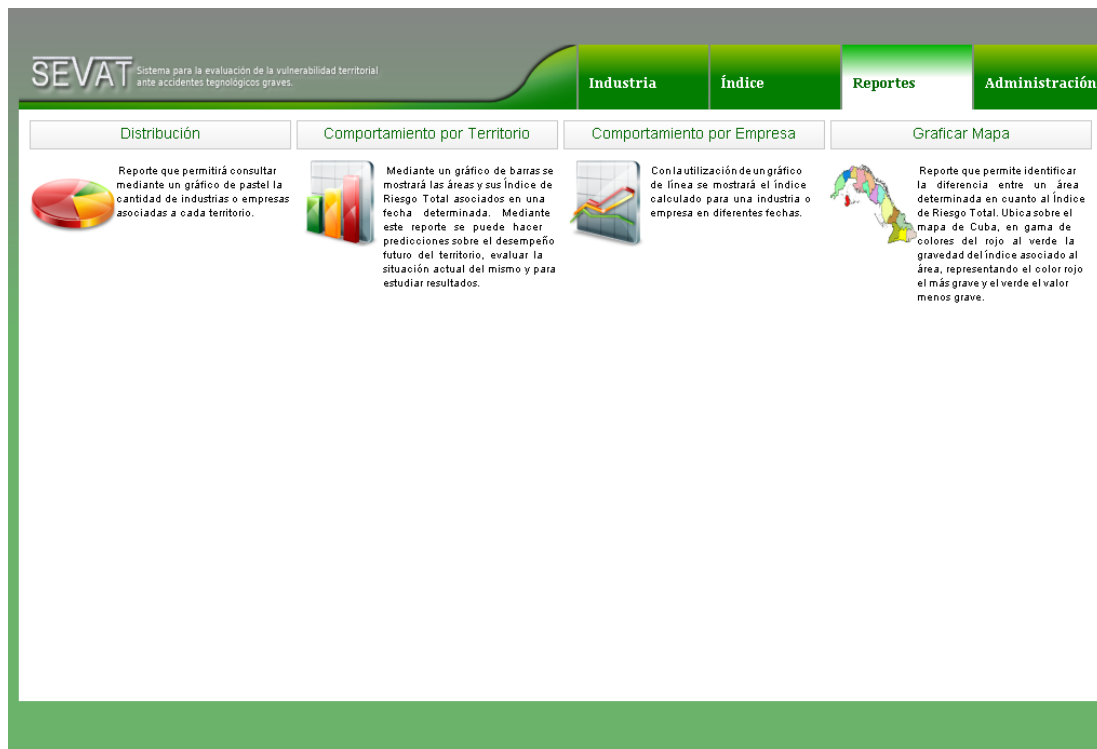 SEVAT
Sistema para la evaluación de la vulnerabilidad territorial
ante accidentes tegnológicos graves.
Industria
Índice
Reportes
Administración
Distribución
Reporte que permitirá consultar
mediante un gráfico de pastel la
cantidad de industrias o empresas
asociadas a cada territorio.
Comportamiento por Territorio
Mediante un gráfico de barras se
mostrará las áreas y sus Índice de
Riesgo Total asociados en una
fecha determinada. Mediante
este reporte se puede hacer
predicciones sobre el desempeño
futuro del territorio, evaluar la
situación actual del mismo y para
estudiar resultados.
Comportamiento por Empresa
Con la utilización de un gráfico
de línea se mostrará el índice
calculado para una industria o
empresa en diferentes fechas.
Graficar Mapa
Reporte que permite identificar
la diferencia entre un área
determinada en cuanto al Índice
de Riesgo Total. Ubica sobre el
mapa de Cuba, en gama de
colores del rojo al verde la
gravedad del índice asociado al
área, representando el color rojo
el más grave y el verde el valor
menos grave.